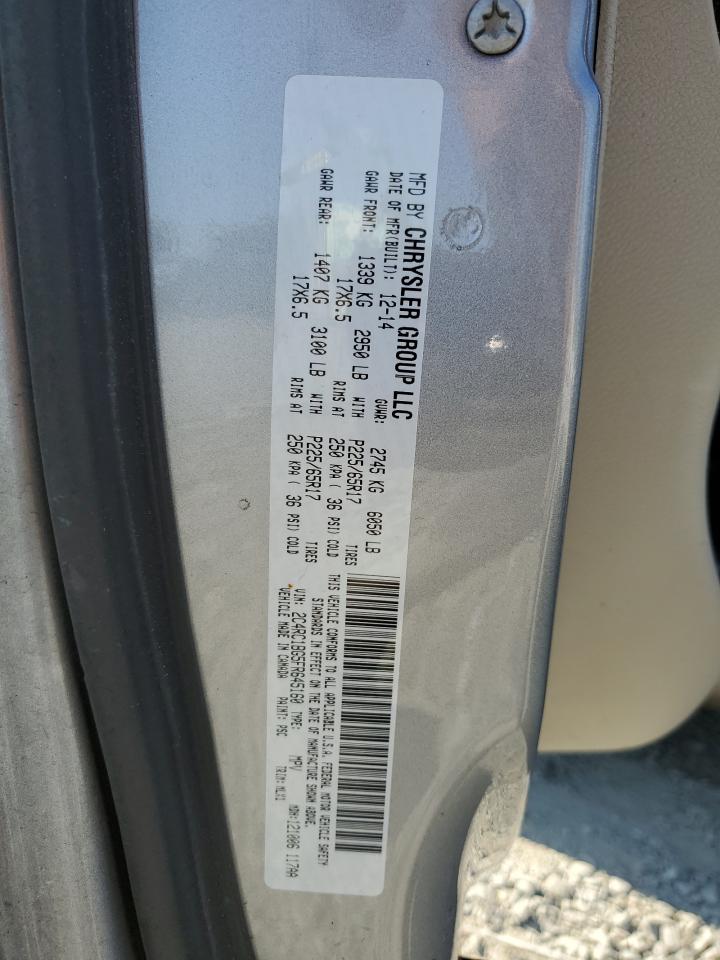 MFD BY CHRYSLER GROUP LLC
DATE OF MFR(BUILT): 12-14 GVWR: 2745 KG 6050 LB
GAWR FRONT: 1339 KG 2950 LB WITH P225/65R17 TIRES
17X6.5 RIMS AT 250 KPA ( 36 PSI) COLD
GAWR REAR: 1407 KG 3100 LB WITH P225/65R17 TIRES
17X6.5 RIMS AT 250 KPA ( 36 PSI) COLD
THIS VEHICLE CONFORMS TO ALL APPLICABLE U.S.A. FEDERAL MOTOR VEHICLE SAFETY
STANDARDS IN EFFECT ON THE DATE OF MANUFACTURE SHOWN ABOVE.
VIN: 2C4RC1BG5FR645160 TYPE: MPV MDH:121006 117AA
VEHICLE MADE IN CANADA PAINT: PSC TRIM:MLX1